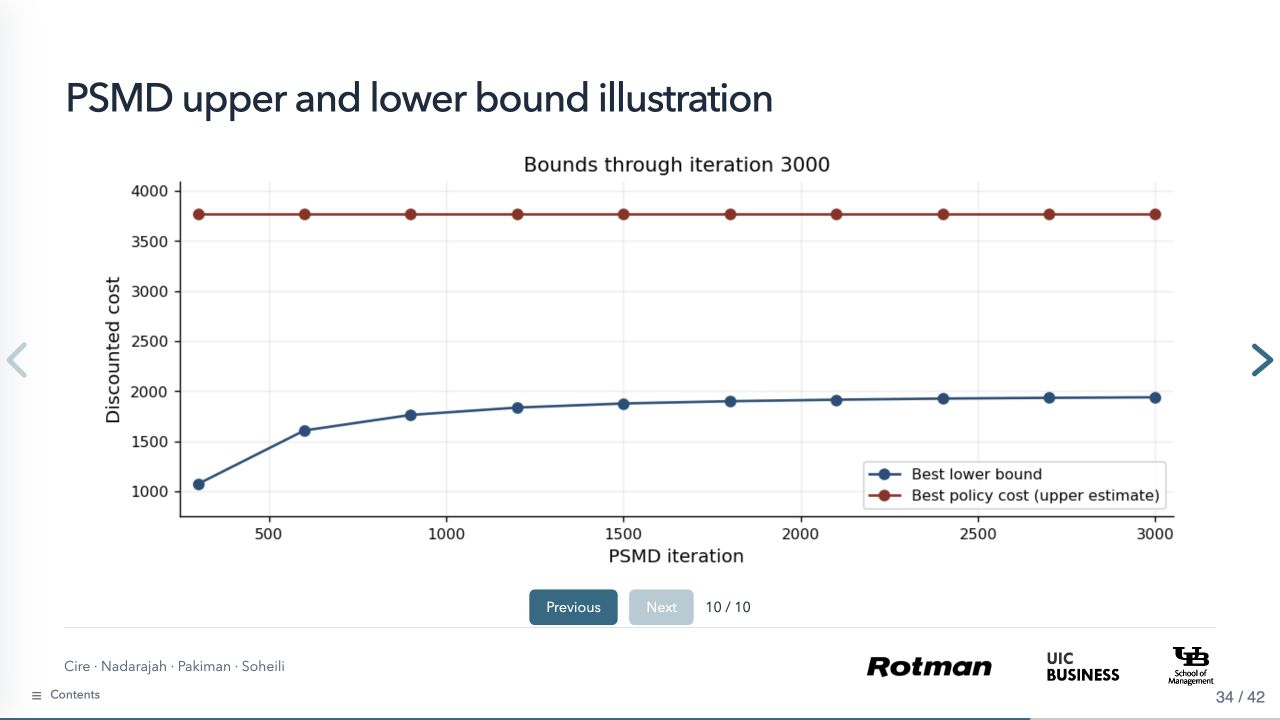 PSMD upper and lower bound illustration
Bounds through iteration 3000
Discounted cost
4000
3500
3000
2500
2000
1500
1000
500
1000
1500
2000
2500
3000
PSMD iteration
Best lower bound
Best policy cost (upper estimate)
Previous
Next
10 / 10
Cire · Nadarajah · Pakiman · Soheili
Rotman
UIC
BUSINESS
UB
School of
Management
≡ Contents
34 / 42